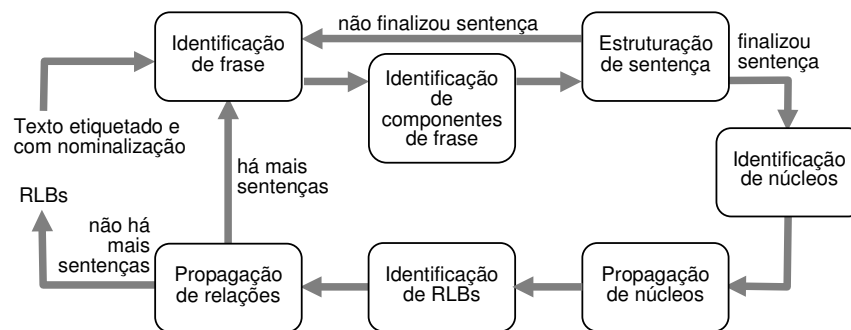 não finalizou sentença
Identificação
de frase
Estruturação
de sentença
finalizou
sentença
Identificação
de
componentes
de frase
Texto etiquetado e
com nominalização
Identificação
de núcleos
há mais
sentenças
RLBs
não há
mais
sentenças
Propagação
de relações
Identificação
de RLBs
Propagação
de núcleos